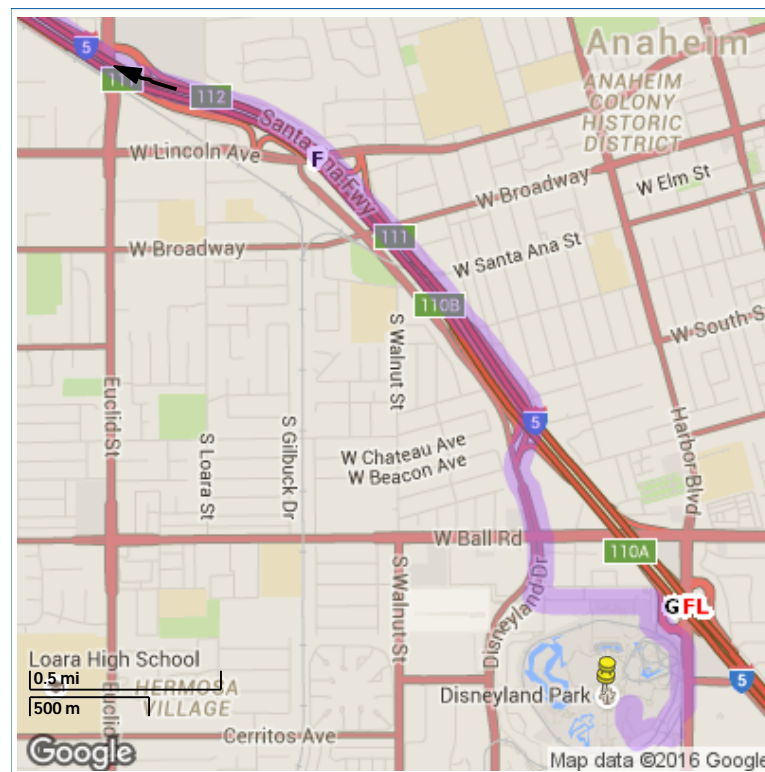 5
Anaheim
11
112
ANAHEIM
COLONY
HISTORIC
DISTRICT
W Lincoln Ave
F
Santa Ana Fwy
W Broadway
W Elm St
W Broadway
111
W Santa Ana St
110B
S Walnut St
W South S
Euclid St
S Loara St
S Gilbuck Dr
5
Harbor Blvd
W Chateau Ave
W Beacon Ave
W Ball Rd
110A
S Walnut St
Disneyland Dr
G FL
Loara High School
0.5 mi
HERMOSA
VILLAGE
500 m
Disneyland Park
5
Euclid
Cerritos Ave
Google
Map data ©2016 Google